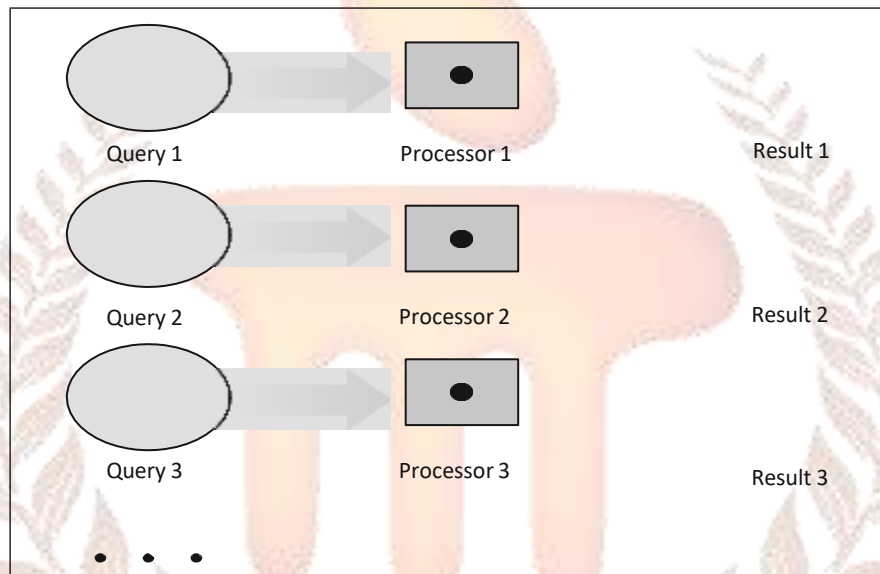 Query 1
Processor 1
Result 1
Query 2
Processor 2
Result 2
Query 3
Processor 3
Result 3